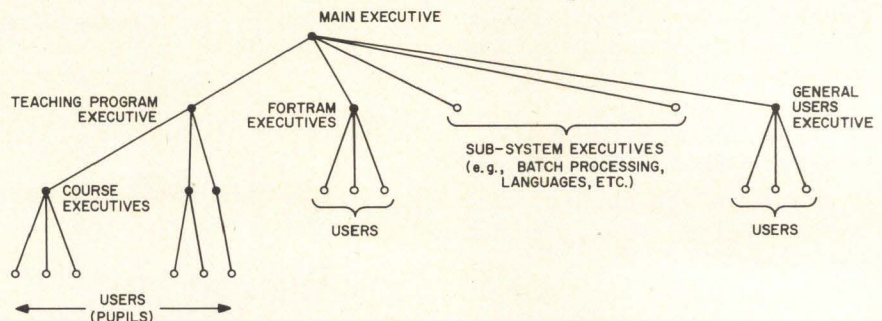 MAIN EXECUTIVE
TEACHING PROGRAM
EXECUTIVE
FORTRAM
EXECUTIVES
GENERAL
USERS
EXECUTIVE
SUB-SYSTEM EXECUTIVES
(e.g., BATCH PROCESSING,
LANGUAGES, ETC.)
COURSE
EXECUTIVES
USERS
USERS
USERS
(PUPILS)